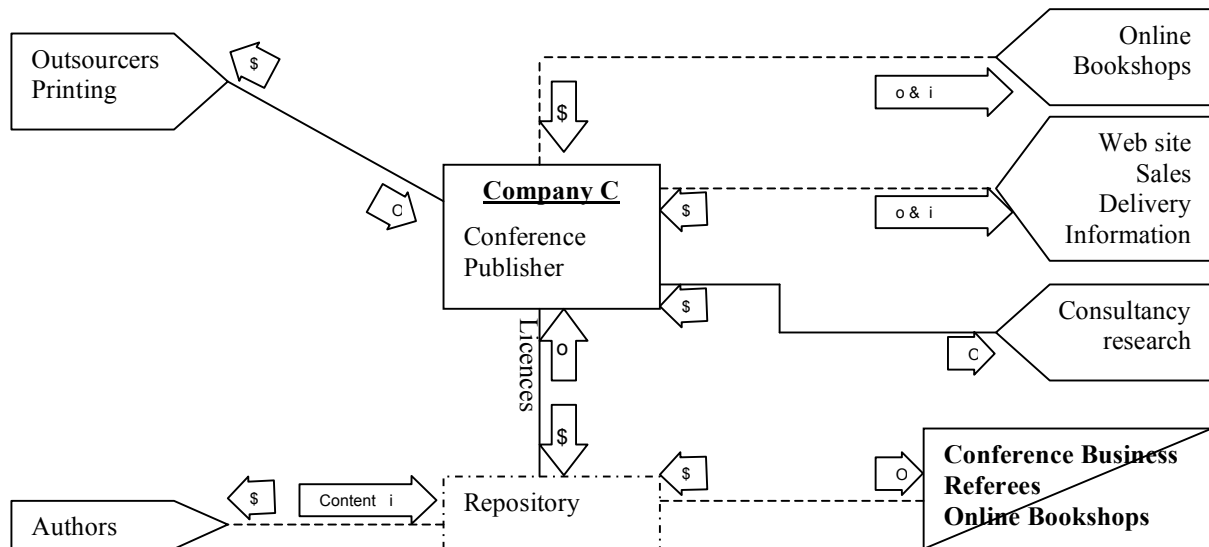 Outsourcers
Printing
$
O
$
Online
Bookshops
o & i
Company C
Conference
Publisher
$
o & i
Web site
Sales
Delivery
Information
$
O
Consultancy
research
Licences
o
$
Authors
$
Content i
Repository
$
O
Conference Business
Referees
Online Bookshops